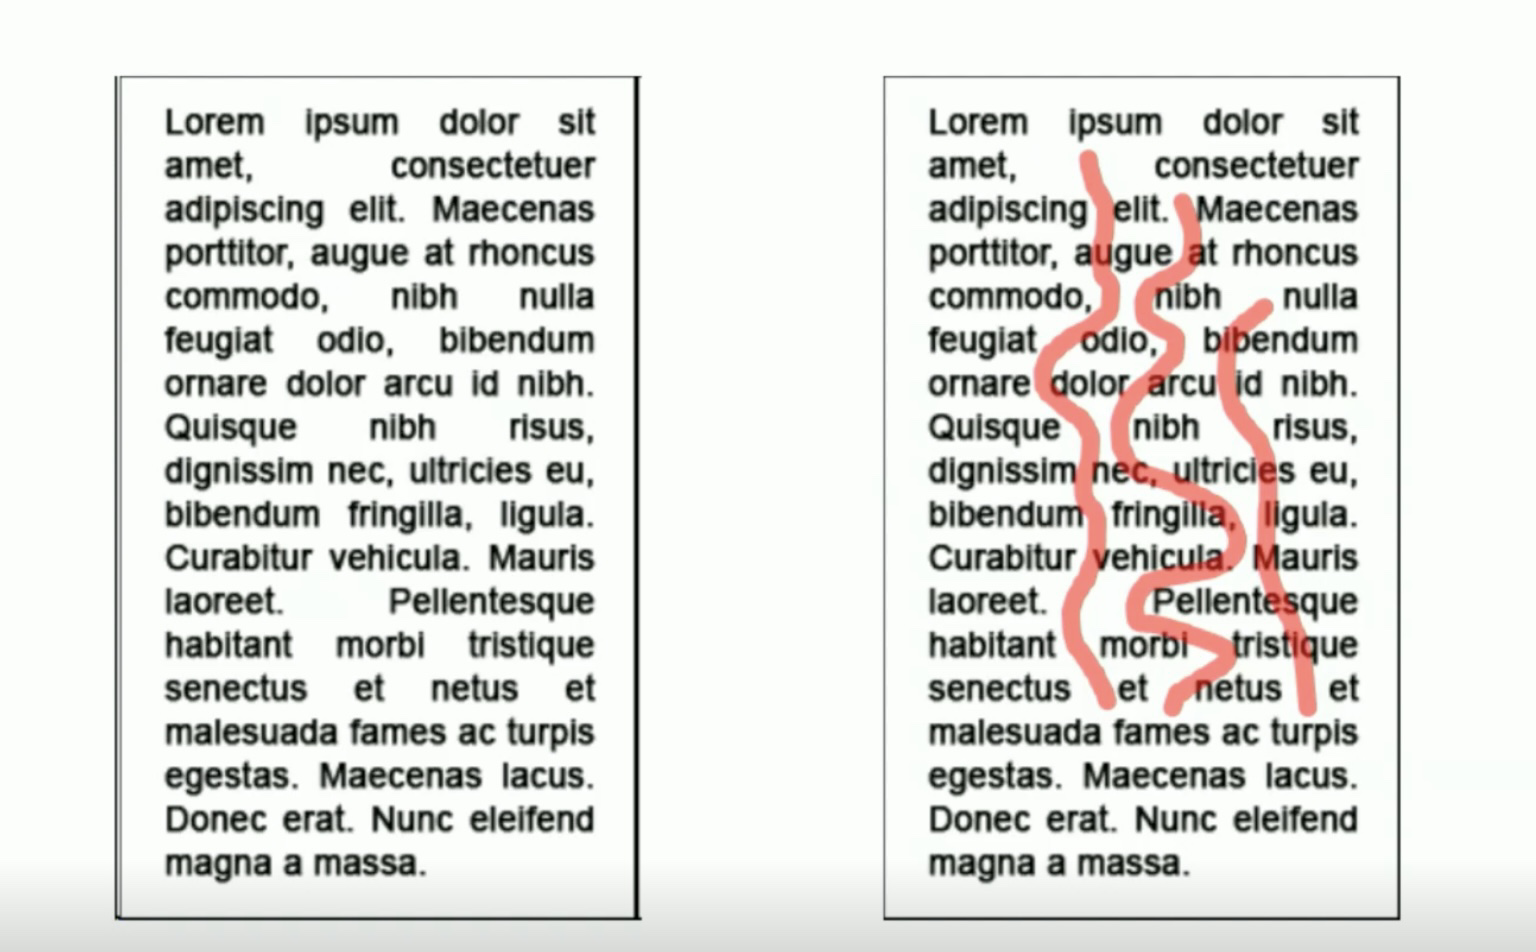 Lorem ipsum dolor sit
amet, consectetuer
adipiscing elit. Maecenas
porttitor, augue at rhoncus
commodo, nibh nulla
feugiat odio, bibendum
ornare dolor arcu id nibh.
Quisque nibh risus,
dignissim nec, ultricies eu,
bibendum fringilla, ligula.
Curabitur vehicula. Mauris
laoreet. Pellentesque
habitant morbi tristique
senectus et netus et
malesuada fames ac turpis
egestas. Maecenas lacus.
Donec erat. Nunc eleifend
magna a massa.
Lorem ipsum dolor sit
amet, consectetuer
adipiscing elit. Maecenas
porttitor, augue at rhoncus
commodo, nibh nulla
feugiat odio, bibendum
ornare dolor arcu id nibh.
Quisque nibh risus,
dignissim nec, ultricies eu,
bibendum fringilla, ligula.
Curabitur vehicula. Mauris
laoreet. Pellentesque
habitant morbi tristique
senectus et netus et
malesuada fames ac turpis
egestas. Maecenas lacus.
Donec erat. Nunc eleifend
magna a massa.